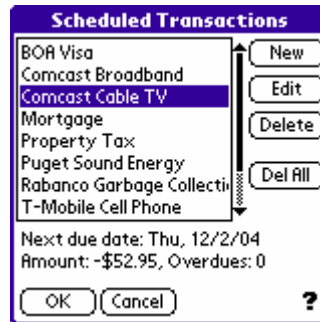 Scheduled Transactions
BOA Visa
Comcast Broadband
Comcast Cable TV
Mortgage
Property Tax
Puget Sound Energy
Rabanco Garbage Collecti
T-Mobile Cell Phone
New
Edit
Delete
Del All
Next due date: Thu, 12/2/04
Amount: -$52.95, Overdues: 0
OK Cancel ?